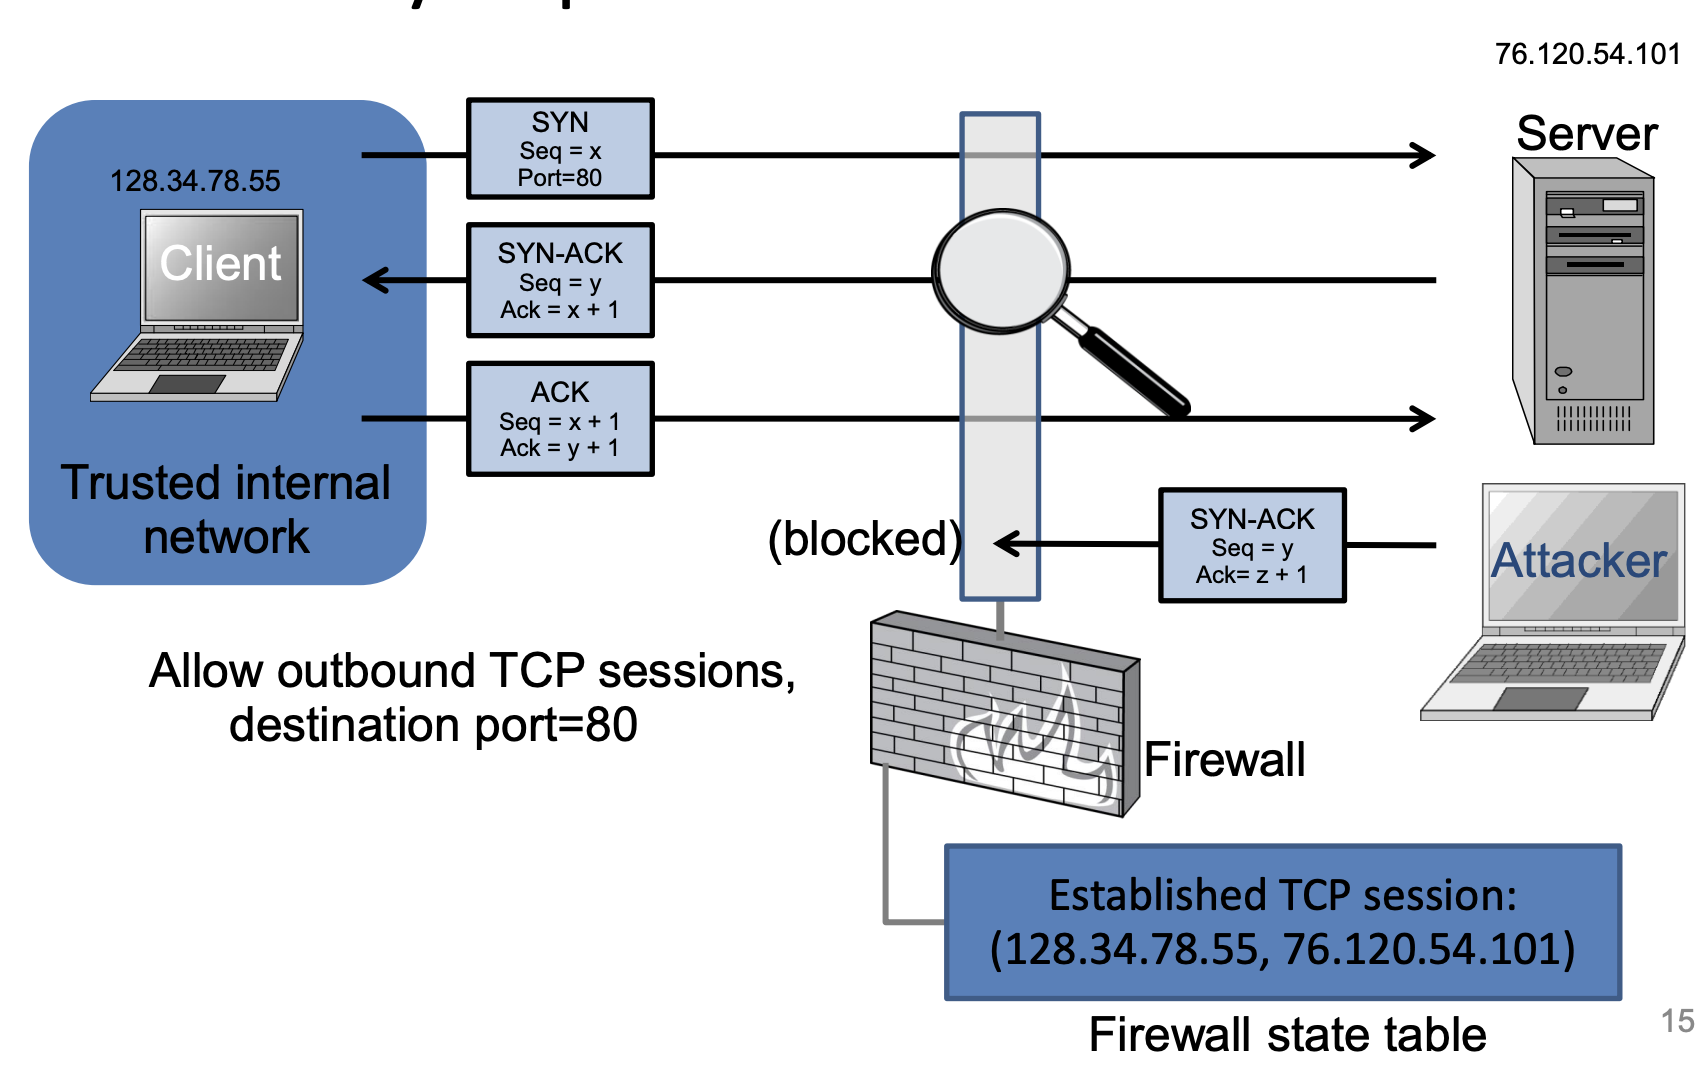 76.120.54.101
Server
SYN
Seq = x
Port=80
128.34.78.55
Client
SYN-ACK
Seq = y
Ack = x + 1
ACK
Seq = x + 1
Ack = y + 1
Trusted internal
network
(blocked)
SYN-ACK
Seq = y
Ack= z + 1
Attacker
Allow outbound TCP sessions,
destination port=80
Firewall
Established TCP session:
(128.34.78.55, 76.120.54.101)
Firewall state table
15